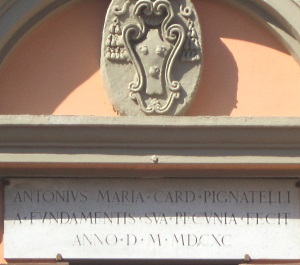 ANTONIVS MARIA · CARD · PIGNATELLI
A · FVNDAMENTIS · SVA · PECVNIA · FECIT
ANNO · D · M · MDCXC